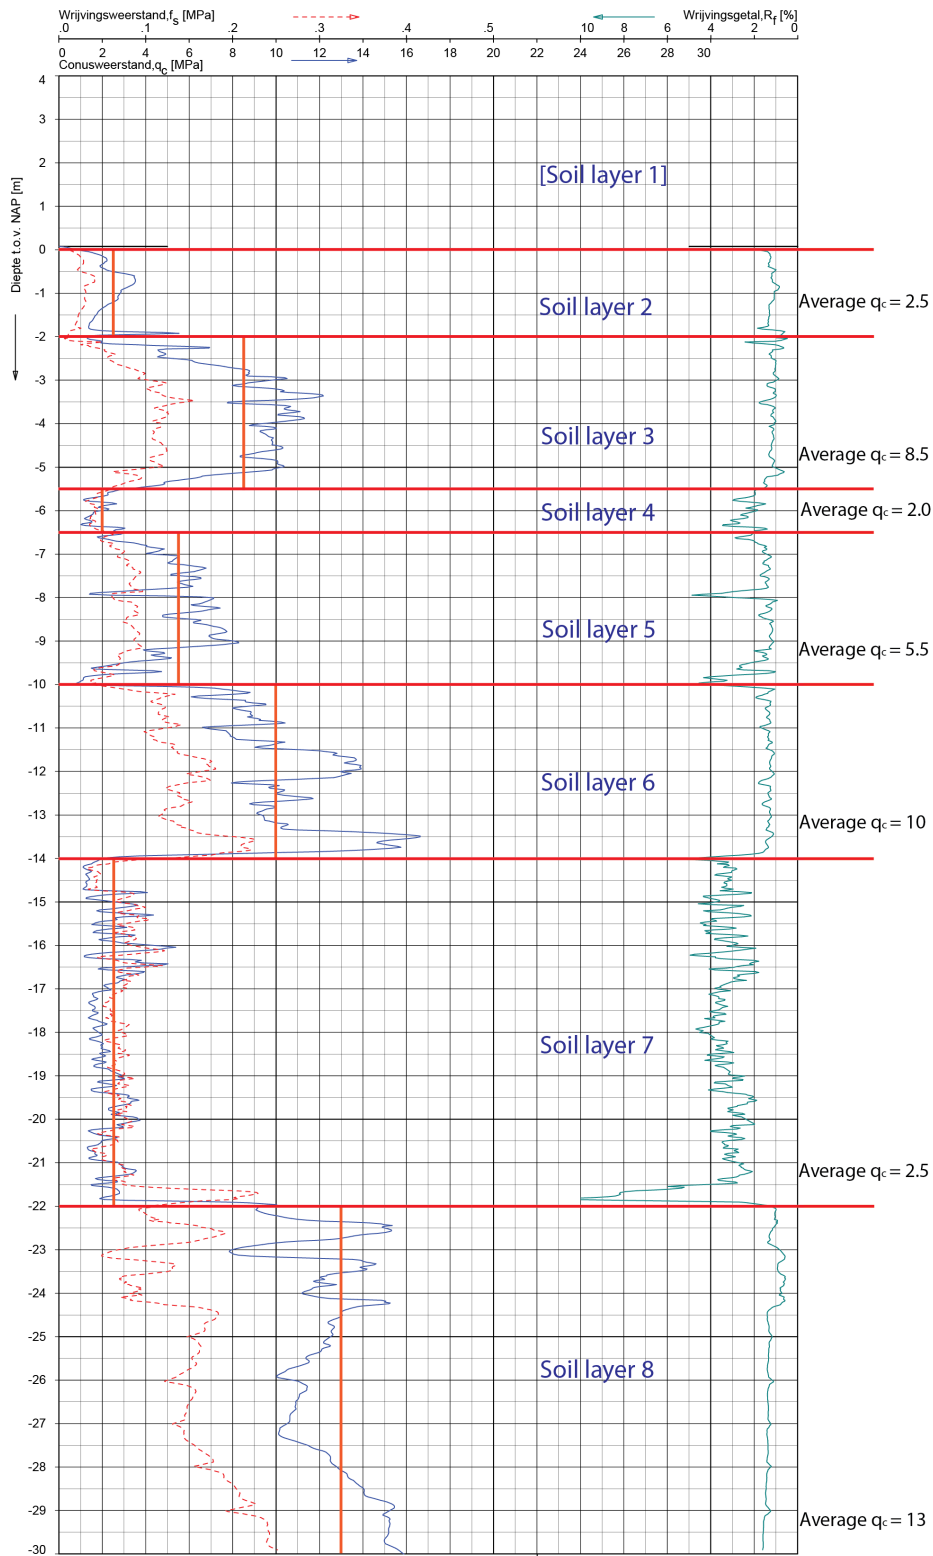 Wrijvingsweerstand,fs [MPa] Wrijvingsgetal,Rf [%]
.0 .1 .2 .3 .4 .5 10 8 6 4 2 0
0 2 4 6 8 10 12 14 16 18 20 22 24 26 28 30
Conusweerstand,qc [MPa]
Diepte t.o.v. NAP [m]
4
3
2
[Soil layer 1]
1
0
-1
Soil layer 2 Average qc = 2.5
-2
-3
-4
Soil layer 3
Average qc = 8.5
-5
-6
Soil layer 4 Average qc = 2.0
-7
-8
Soil layer 5
-9
Average qc = 5.5
-10
-11
-12
Soil layer 6
-13
Average qc = 10
-14
-15
-16
-17
-18
Soil layer 7
-19
-20
-21
Average qc = 2.5
-22
-23
-24
-25
Soil layer 8
-26
-27
-28
-29
Average qc = 13
-30